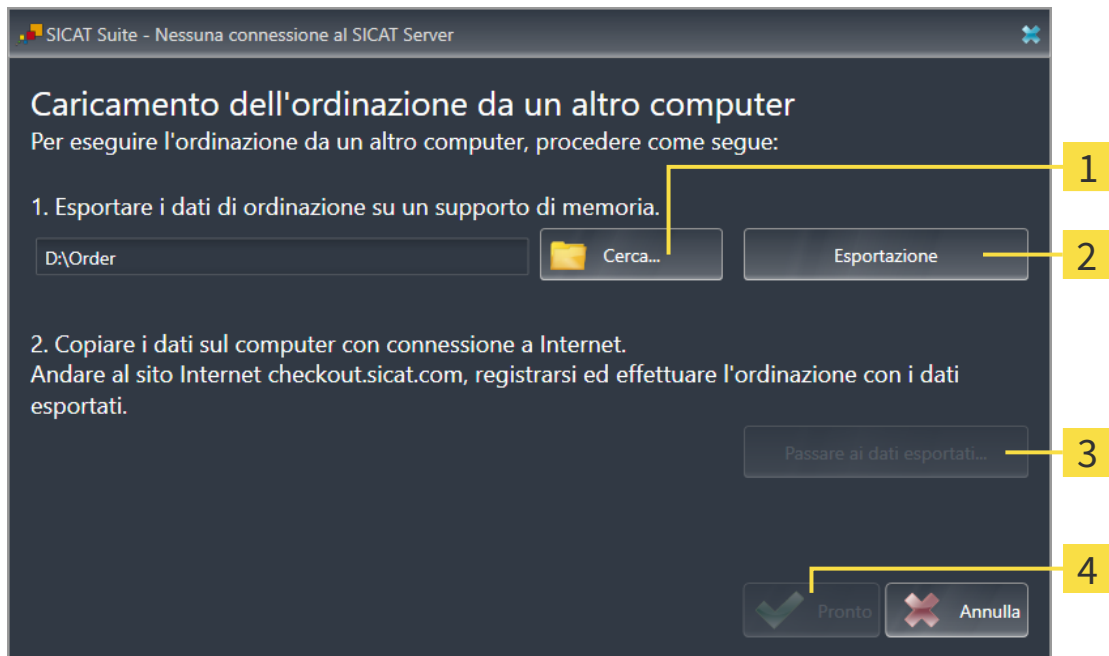 SICAT Suite - Nessuna connessione al SICAT Server
Caricamento dell'ordinazione da un altro computer
Per eseguire l'ordinazione da un altro computer, procedere come segue:
1
1. Esportare i dati di ordinazione su un supporto di memoria.
D:\Order
Cerca...
Esportazione
2
2. Copiare i dati sul computer con connessione a Internet.
Andare al sito Internet checkout.sicat.com, registrarsi ed effettuare l'ordinazione con i dati
esportati.
Passare ai dati esportati...
3
4
Pronto
Annulla